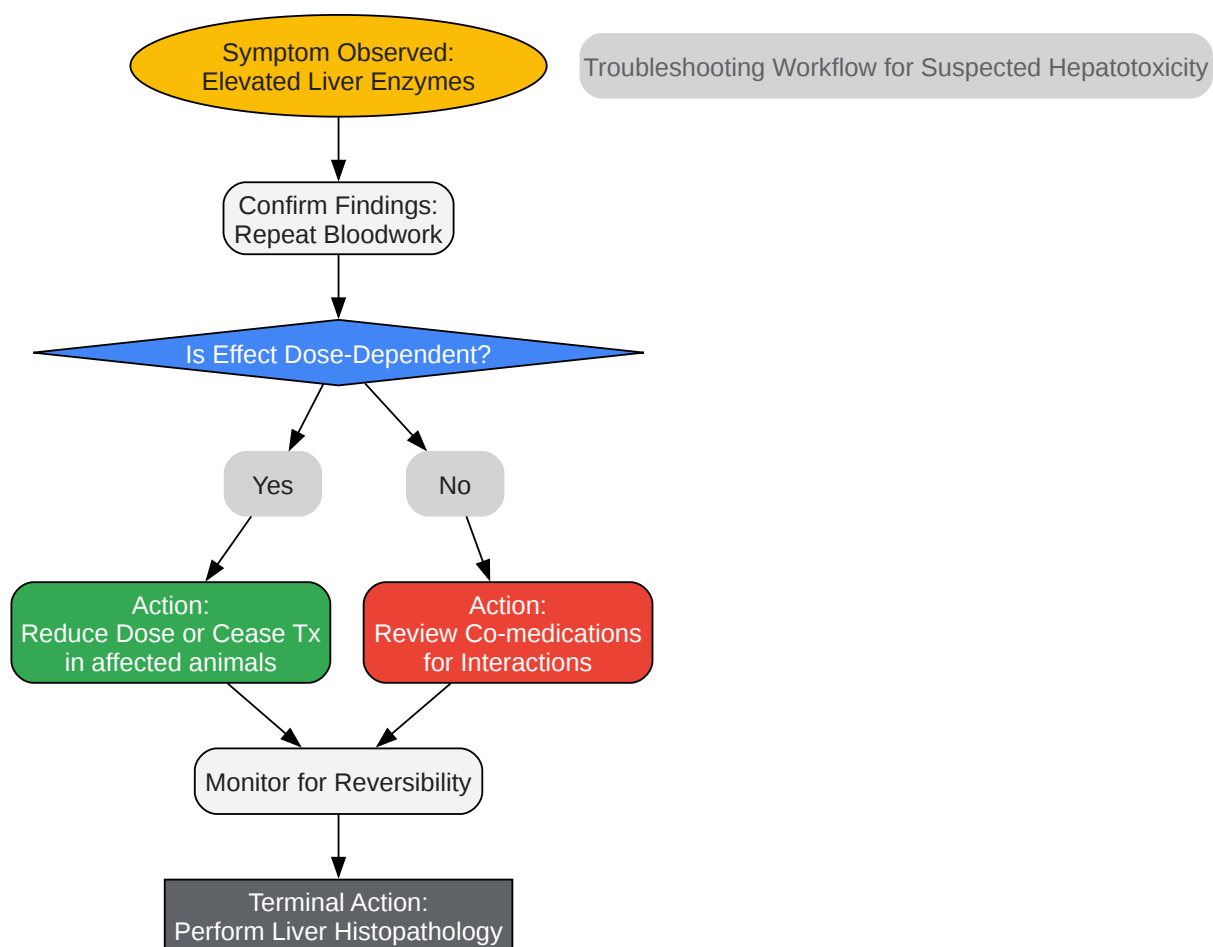 Symptom Observed:
Elevated Liver Enzymes
Troubleshooting Workflow for Suspected Hepatotoxicity
Confirm Findings:
Repeat Bloodwork
Is Effect Dose-Dependent?
Yes
No
Action:
Reduce Dose or Cease Tx
in affected animals
Action:
Review Co-medications
for Interactions
Monitor for Reversibility
Terminal Action:
Perform Liver Histopathology